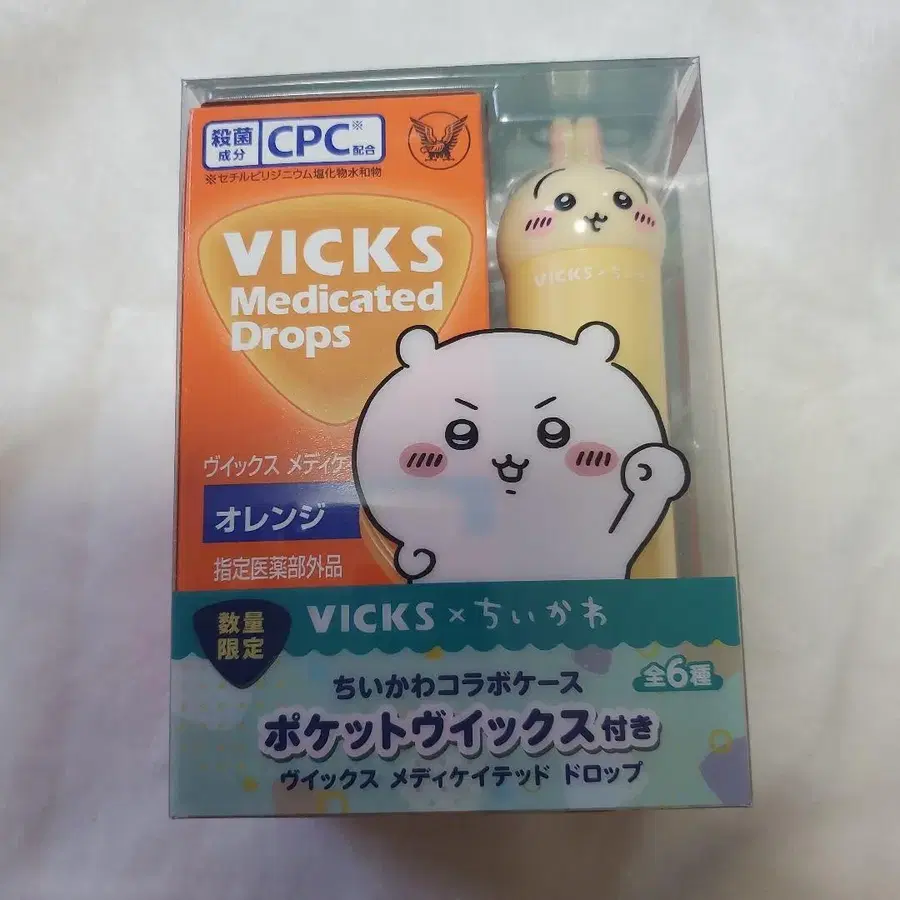 殺菌成分 CPC※配合
※セチルピリジニウム塩化物水和物
VICKS
Medicated
Drops
ヴイックス メディケ
オレンジ
指定医薬部外品
VICKS×ちいか
数量
限定
VICKS×ちいかわ
ちいかわコラボケース
全6種
ポケットヴイックス付き
ヴイックス メディケイテッド ドロップ